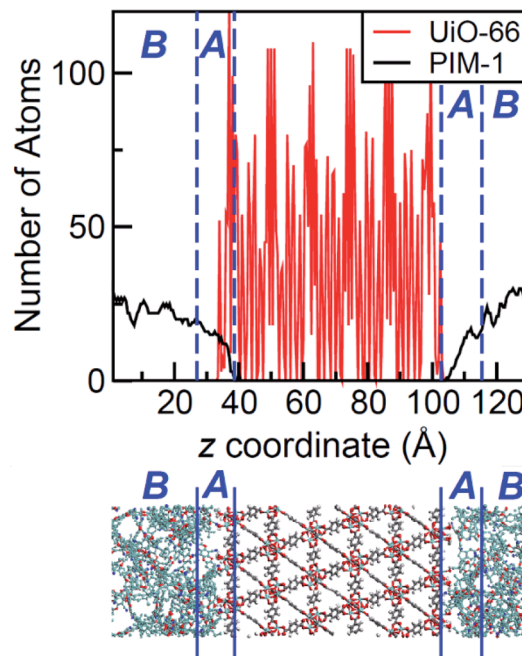 B A
UiO-66
PIM-1
A B
100
50
0
Number of Atoms
20 40 60 80 100 120
z coordinate (Å)
B A A B